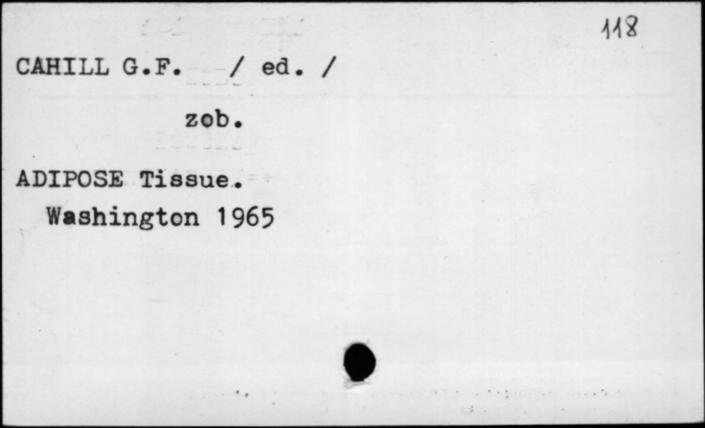 118
CAHILL G.F. / ed. /
zob.
ADIPOSE Tissue.
Washington 1965